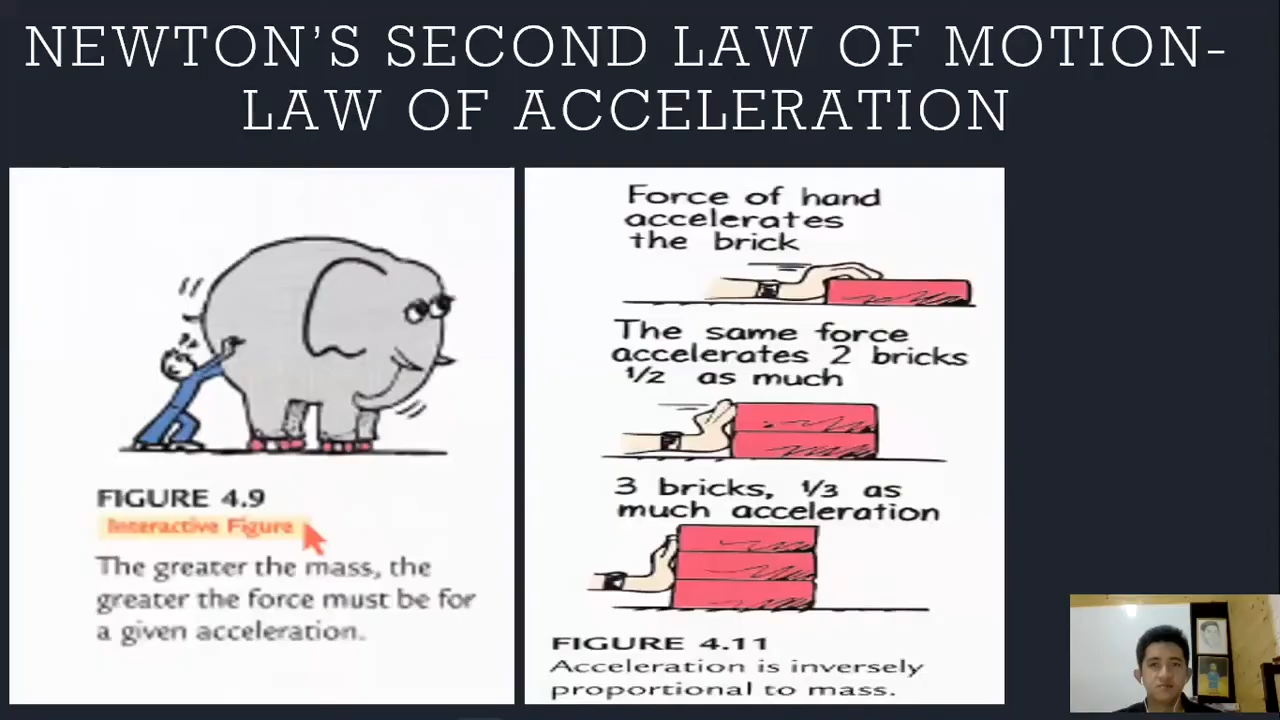 NEWTON'S SECOND LAW OF MOTION-
LAW OF ACCELERATION
FIGURE 4.9
Interactive Figure
The greater the mass, the
greater the force must be for
a given acceleration.
Force of hand
accelerates
the brick
The same force
accelerates 2 bricks
1/2 as much
3 bricks, 1/3 as
much acceleration
FIGURE 4.11
Acceleration is inversely
proportional to mass.